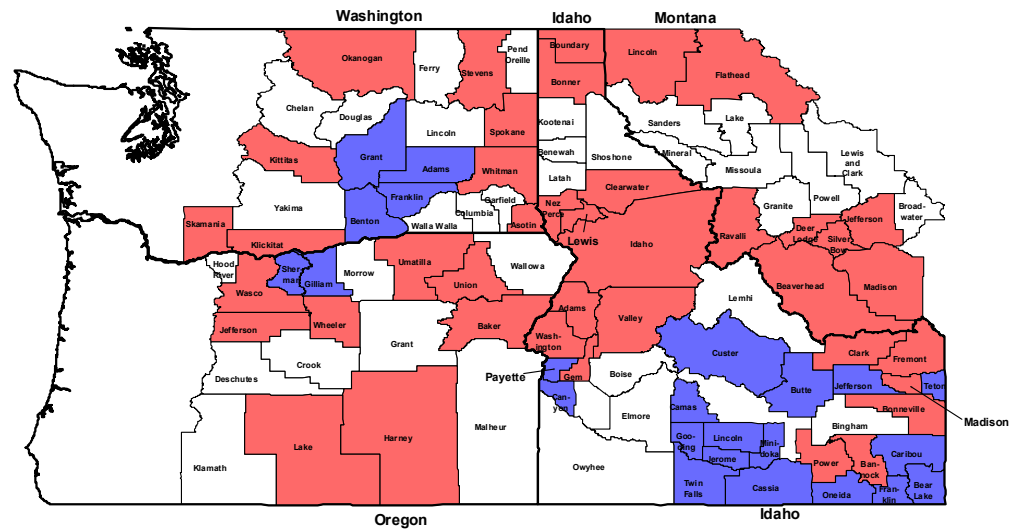 Washington
Idaho
Montana
Okanogan
Ferry
Stevens
Pend
Oreille
Boundary
Bonner
Lincoln
Flathead
Chelan
Douglas
Lincoln
Spokane
Kootenai
Sanders
Lake
Kittitas
Grant
Adams
Whitman
Benewah
Shoshone
Mineral
Missoula
Lewis
and
Clark
Yakima
Benton
Franklin
Columbia
Garfield
Walla Walla
Asotin
Latah
Nez
Perce
Clearwater
Lewis
Idaho
Granite
Powell
Broad-
water
Skamania
Klickitat
Ravalli
Deer
Lodge
Silver
Bow
Jefferson
Hood
River
Wasco
Sher-
man
Gilliam
Morrow
Umatilla
Union
Wallowa
Beaverhead
Madison
Jefferson
Wheeler
Grant
Baker
Adams
Wash-
ington
Valley
Lemhi
Deschutes
Crook
Payette
Gem
Boise
Custer
Butte
Clark
Fremont
Jefferson
Teton
Madison
Klamath
Lake
Harney
Malheur
Can-
yon
Elmore
Camas
Bonneville
Bingham
Goo-
ding
Lincoln
Jerome
Mini-
doka
Power
Ban-
nock
Caribou
Owyhee
Twin
Falls
Cassia
Oneida
Fran-
klin
Bear
Lake
Oregon
Idaho